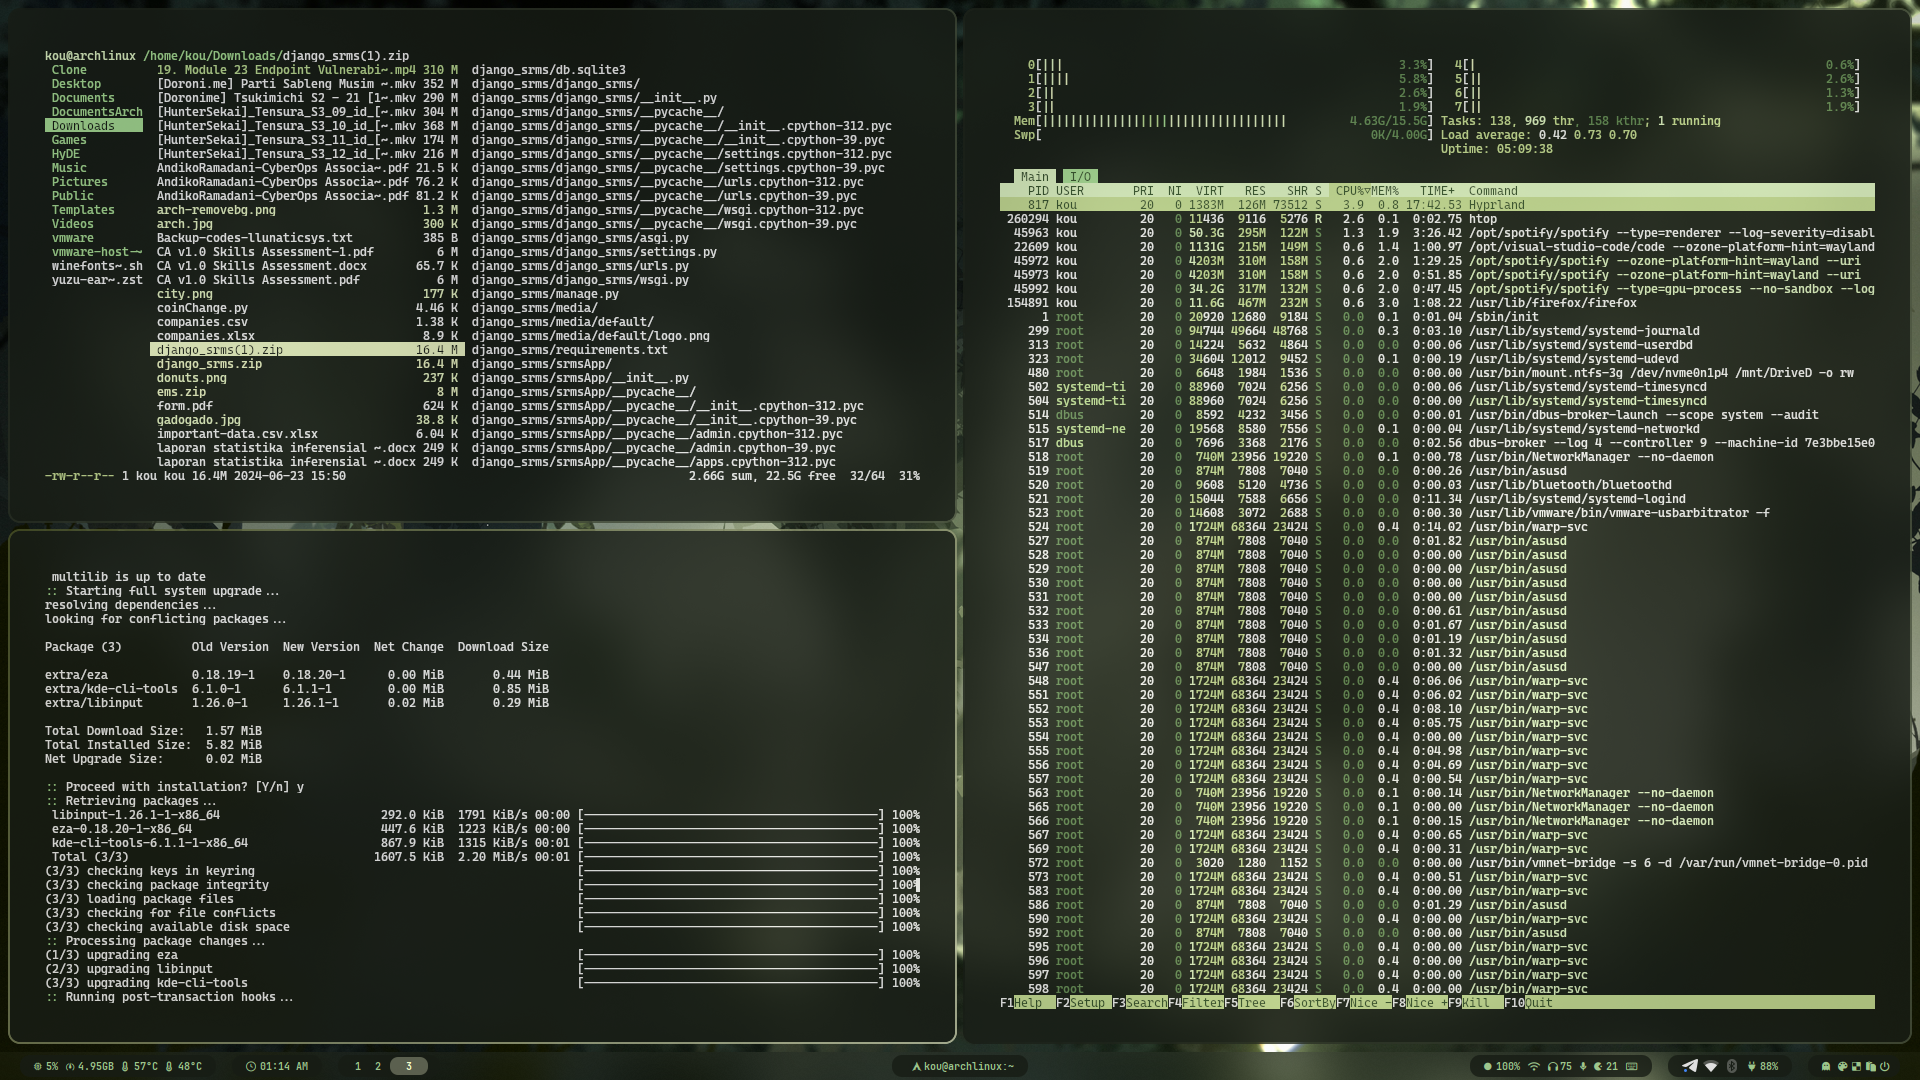 kou@archlinux /home/kou/Downloads/django_srms(1).zip
Clone 19. Module 23 Endpoint Vulnerabi~.mp4 310 M django_srms/db.sqlite3
Desktop [Doroni.me] Parti Sableng Musim ~.mkv 352 M django_srms/django_srms/
Documents [Doronime] Tsukimichi S2 - 21 [1~.mkv 290 M django_srms/django_srms/__init__.py
DocumentsArch [HunterSekai]_Tensura_S3_09_id_[~.mkv 304 M django_srms/django_srms/__pycache__/
Downloads [HunterSekai]_Tensura_S3_10_id_[~.mkv 368 M django_srms/django_srms/__pycache__/__init__.cpython-312.pyc
Games [HunterSekai]_Tensura_S3_11_id_[~.mkv 174 M django_srms/django_srms/__pycache__/__init__.cpython-39.pyc
HyDE [HunterSekai]_Tensura_S3_12_id_[~.mkv 216 M django_srms/django_srms/__pycache__/settings.cpython-312.pyc
Music AndikoRamadani-CyberOps Associa~.pdf 21.5 K django_srms/django_srms/__pycache__/settings.cpython-39.pyc
Pictures AndikoRamadani-CyberOps Associa~.pdf 76.2 K django_srms/django_srms/__pycache__/urls.cpython-312.pyc
Public AndikoRamadani-CyberOps Associa~.pdf 81.2 K django_srms/django_srms/__pycache__/urls.cpython-39.pyc
Templates arch-removebg.png 1.3 M django_srms/django_srms/__pycache__/wsgi.cpython-312.pyc
Videos arch.jpg 300 K django_srms/django_srms/__pycache__/wsgi.cpython-39.pyc
vmware Backup-codes-llunaticsys.txt 385 B django_srms/django_srms/asgi.py
vmware-host-~ CA v1.0 Skills Assessment-1.pdf 6 M django_srms/django_srms/settings.py
winefonts~.sh CA v1.0 Skills Assessment.docx 65.7 K django_srms/django_srms/urls.py
yuzu-ear~.zst CA v1.0 Skills Assessment.pdf 6 M django_srms/django_srms/wsgi.py
city.png 177 K django_srms/manage.py
coinChange.py 4.46 K django_srms/media/
companies.csv 1.38 K django_srms/media/default/
companies.xlsx 8.9 K django_srms/media/default/logo.png
django_srms(1).zip 16.4 M django_srms/requirements.txt
django_srms.zip 16.4 M django_srms/srmsApp/
donuts.png 237 K django_srms/srmsApp/__init__.py
ems.zip 8 M django_srms/srmsApp/__pycache__/
form.pdf 624 K django_srms/srmsApp/__pycache__/__init__.cpython-312.pyc
gadogado.jpg 38.8 K django_srms/srmsApp/__pycache__/__init__.cpython-39.pyc
important-data.csv.xlsx 6.04 K django_srms/srmsApp/__pycache__/admin.cpython-312.pyc
laporan statistika inferensial ~.docx 249 K django_srms/srmsApp/__pycache__/admin.cpython-39.pyc
laporan statistika inferensial ~.docx 249 K django_srms/srmsApp/__pycache__/apps.cpython-312.pyc
-rw-r--r-- 1 kou kou 16.4M 2024-06-23 15:50 2.66G sum, 22.5G free 32/64 31%
multilib is up to date
:: Starting full system upgrade...
resolving dependencies...
looking for conflicting packages...
Package (3) Old Version New Version Net Change Download Size
extra/eza 0.18.19-1 0.18.20-1 0.00 MiB 0.44 MiB
extra/kde-cli-tools 6.1.0-1 6.1.1-1 0.00 MiB 0.85 MiB
extra/libinput 1.26.0-1 1.26.1-1 0.02 MiB 0.29 MiB
Total Download Size: 1.57 MiB
Total Installed Size: 5.82 MiB
Net Upgrade Size: 0.02 MiB
:: Proceed with installation? [Y/n] y
:: Retrieving packages...
libinput-1.26.1-1-x86_64 292.0 KiB 1791 KiB/s 00:00 [------] 100%
eza-0.18.20-1-x86_64 447.6 KiB 1223 KiB/s 00:00 [------] 100%
kde-cli-tools-6.1.1-1-x86_64 867.9 KiB 1315 KiB/s 00:01 [------] 100%
Total (3/3) 1607.5 KiB 2.20 MiB/s 00:01 [------] 100%
(3/3) checking keys in keyring [------] 100%
(3/3) checking package integrity [------] 100%
(3/3) loading package files [------] 100%
(3/3) checking for file conflicts [------] 100%
(3/3) checking available disk space [------] 100%
:: Processing package changes...
(1/3) upgrading eza [------] 100%
(2/3) upgrading libinput [------] 100%
(3/3) upgrading kde-cli-tools [------] 100%
:: Running post-transaction hooks...
0[||| 3.3%] 4[| 0.6%]
1[|||| 5.8%] 5[|| 2.6%]
2[|| 2.6%] 6[|| 1.3%]
3[|| 1.9%] 7[|| 1.9%]
Mem[||||||||||||||||||||||||||||||||||| 4.63G/15.5G] Tasks: 138, 969 thr, 158 kthr; 1 running
Swp[ 0K/4.00G] Load average: 0.42 0.73 0.70
Uptime: 05:09:38
Main I/O
PID USER PRI NI VIRT RES SHR S CPU%▽MEM% TIME+ Command
817 kou 20 0 1383M 126M 73512 S 3.9 0.8 17:42.53 Hyprland
260294 kou 20 0 11436 9116 5276 R 2.6 0.1 0:02.75 htop
45963 kou 20 0 50.3G 295M 122M S 1.3 1.9 3:26.42 /opt/spotify/spotify --type=renderer --log-severity=disabl
22609 kou 20 0 1131G 215M 149M S 0.6 1.4 1:00.97 /opt/visual-studio-code/code --ozone-platform-hint=wayland
45972 kou 20 0 4203M 310M 158M S 0.6 2.0 1:29.25 /opt/spotify/spotify --ozone-platform-hint=wayland --uri
45973 kou 20 0 4203M 310M 158M S 0.6 2.0 0:51.85 /opt/spotify/spotify --ozone-platform-hint=wayland --uri
45992 kou 20 0 34.2G 317M 132M S 0.6 2.0 0:47.45 /opt/spotify/spotify --type=gpu-process --no-sandbox --log
154891 kou 20 0 11.6G 467M 232M S 0.6 3.0 1:08.22 /usr/lib/firefox/firefox
1 root 20 0 20920 12680 9184 S 0.0 0.1 0:01.04 /sbin/init
299 root 20 0 94744 49664 48768 S 0.0 0.3 0:03.10 /usr/lib/systemd/systemd-journald
313 root 20 0 14224 5632 4864 S 0.0 0.0 0:00.06 /usr/lib/systemd/systemd-userdbd
323 root 20 0 34604 12012 9452 S 0.0 0.1 0:00.19 /usr/lib/systemd/systemd-udevd
480 root 20 0 6648 1984 1536 S 0.0 0.0 0:00.00 /usr/bin/mount.ntfs-3g /dev/nvme0n1p4 /mnt/DriveD -o rw
502 systemd-ti 20 0 88960 7024 6256 S 0.0 0.0 0:00.06 /usr/lib/systemd/systemd-timesyncd
504 systemd-ti 20 0 88960 7024 6256 S 0.0 0.0 0:00.00 /usr/lib/systemd/systemd-timesyncd
514 dbus 20 0 8592 4232 3456 S 0.0 0.0 0:00.01 /usr/bin/dbus-broker-launch --scope system --audit
515 systemd-ne 20 0 19568 8580 7556 S 0.0 0.1 0:00.04 /usr/lib/systemd/systemd-networkd
517 dbus 20 0 7696 3368 2176 S 0.0 0.0 0:02.56 dbus-broker --log 4 --controller 9 --machine-id 7e3bbe15e0
518 root 20 0 740M 23956 19220 S 0.0 0.1 0:00.78 /usr/bin/NetworkManager --no-daemon
519 root 20 0 874M 7808 7040 S 0.0 0.0 0:00.26 /usr/bin/asusd
520 root 20 0 9608 5120 4736 S 0.0 0.0 0:00.03 /usr/lib/bluetooth/bluetoothd
521 root 20 0 15044 7588 6656 S 0.0 0.0 0:11.34 /usr/lib/systemd/systemd-logind
523 root 20 0 14608 3072 2688 S 0.0 0.0 0:00.30 /usr/lib/vmware/bin/vmware-usbarbitrator -f
524 root 20 0 1724M 68364 23424 S 0.0 0.4 0:14.02 /usr/bin/warp-svc
527 root 20 0 874M 7808 7040 S 0.0 0.0 0:01.82 /usr/bin/asusd
528 root 20 0 874M 7808 7040 S 0.0 0.0 0:00.00 /usr/bin/asusd
529 root 20 0 874M 7808 7040 S 0.0 0.0 0:00.00 /usr/bin/asusd
530 root 20 0 874M 7808 7040 S 0.0 0.0 0:00.00 /usr/bin/asusd
531 root 20 0 874M 7808 7040 S 0.0 0.0 0:00.00 /usr/bin/asusd
532 root 20 0 874M 7808 7040 S 0.0 0.0 0:00.61 /usr/bin/asusd
533 root 20 0 874M 7808 7040 S 0.0 0.0 0:01.67 /usr/bin/asusd
534 root 20 0 874M 7808 7040 S 0.0 0.0 0:01.19 /usr/bin/asusd
536 root 20 0 874M 7808 7040 S 0.0 0.0 0:01.32 /usr/bin/asusd
547 root 20 0 874M 7808 7040 S 0.0 0.0 0:00.00 /usr/bin/asusd
548 root 20 0 1724M 68364 23424 S 0.0 0.4 0:06.06 /usr/bin/warp-svc
551 root 20 0 1724M 68364 23424 S 0.0 0.4 0:06.02 /usr/bin/warp-svc
552 root 20 0 1724M 68364 23424 S 0.0 0.4 0:08.10 /usr/bin/warp-svc
553 root 20 0 1724M 68364 23424 S 0.0 0.4 0:05.75 /usr/bin/warp-svc
554 root 20 0 1724M 68364 23424 S 0.0 0.4 0:00.00 /usr/bin/warp-svc
555 root 20 0 1724M 68364 23424 S 0.0 0.4 0:04.98 /usr/bin/warp-svc
556 root 20 0 1724M 68364 23424 S 0.0 0.4 0:04.69 /usr/bin/warp-svc
557 root 20 0 1724M 68364 23424 S 0.0 0.4 0:00.54 /usr/bin/warp-svc
563 root 20 0 740M 23956 19220 S 0.0 0.1 0:00.14 /usr/bin/NetworkManager --no-daemon
565 root 20 0 740M 23956 19220 S 0.0 0.1 0:00.00 /usr/bin/NetworkManager --no-daemon
566 root 20 0 740M 23956 19220 S 0.0 0.1 0:00.15 /usr/bin/NetworkManager --no-daemon
567 root 20 0 1724M 68364 23424 S 0.0 0.4 0:00.65 /usr/bin/warp-svc
569 root 20 0 1724M 68364 23424 S 0.0 0.4 0:00.31 /usr/bin/warp-svc
572 root 20 0 3020 1280 1152 S 0.0 0.0 0:00.00 /usr/bin/vmnet-bridge -s 6 -d /var/run/vmnet-bridge-0.pid
573 root 20 0 1724M 68364 23424 S 0.0 0.4 0:00.51 /usr/bin/warp-svc
583 root 20 0 1724M 68364 23424 S 0.0 0.4 0:00.00 /usr/bin/warp-svc
586 root 20 0 874M 7808 7040 S 0.0 0.0 0:01.29 /usr/bin/asusd
590 root 20 0 1724M 68364 23424 S 0.0 0.4 0:00.00 /usr/bin/warp-svc
592 root 20 0 874M 7808 7040 S 0.0 0.0 0:00.00 /usr/bin/asusd
595 root 20 0 1724M 68364 23424 S 0.0 0.4 0:00.00 /usr/bin/warp-svc
596 root 20 0 1724M 68364 23424 S 0.0 0.4 0:00.00 /usr/bin/warp-svc
597 root 20 0 1724M 68364 23424 S 0.0 0.4 0:00.00 /usr/bin/warp-svc
598 root 20 0 1724M 68364 23424 S 0.0 0.4 0:00.00 /usr/bin/warp-svc
F1Help F2Setup F3SearchF4FilterF5Tree F6SortByF7Nice -F8Nice +F9Kill F10Quit
5% 4.95GB 57°C 48°C 01:14 AM 1 2 3 kou@archlinux:~ 100% 75 21 88%